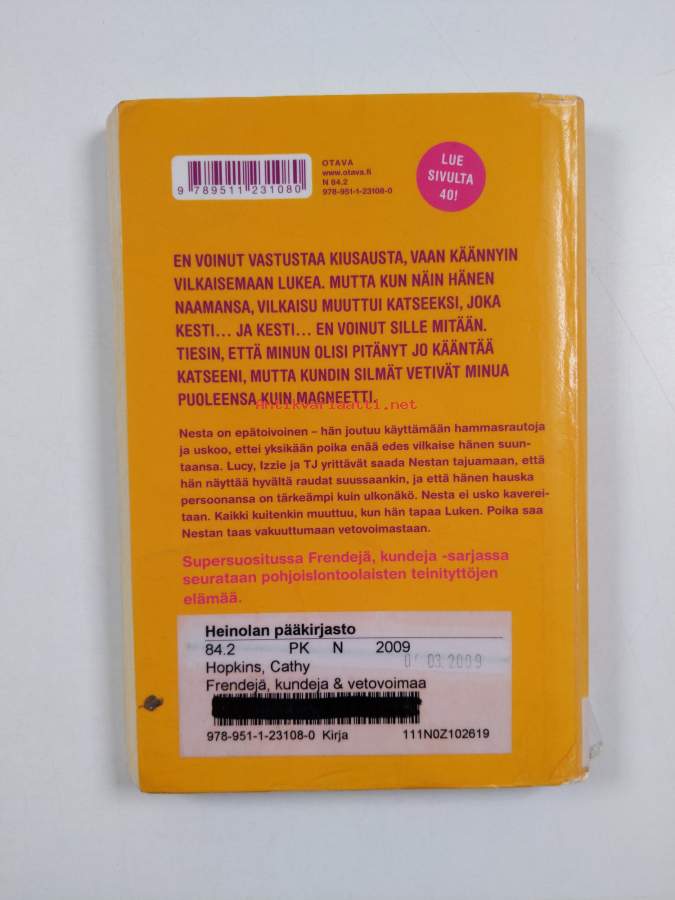 9 789511 231080
OTAVA
www.otava.fi
N 84.2
978-951-1-23108-0
LUE
SIVULTA
40!
EN VOINUT VASTUSTAA KIUSAUSTA, VAAN KÄÄNNYIN
VILKAISEMAAN LUKEA. MUTTA KUN NÄIN HÄNEN
NAAMANSA, VILKAISU MUUTTUI KATSEEKSI, JOKA
KESTI... JA KESTI... EN VOINUT SILLE MITÄÄN.
TIESIN, ETTÄ MINUN OLISI PITÄNYT JO KÄÄNTÄÄ
KATSEENI, MUTTA KUNDIN SILMÄT VETIVÄT MINUA
PUOLEENSA KUIN MAGNEETTI.
antikvariaatti.net
Nesta on epätoivoinen – hän joutuu käyttämään hammasrautoja
ja uskoo, ettei yksikään poika enää edes vilkaise hänen suun-
taansa. Lucy, Izzie ja TJ yrittävät saada Nestan tajuamaan, että
hän näyttää hyvältä raudat suussaankin, ja että hänen hauska
persoonansa on tärkeämpi kuin ulkonäkö. Nesta ei usko kaverei-
taan. Kaikki kuitenkin muuttuu, kun hän tapaa Luken. Poika saa
Nestan taas vakuuttumaan vetovoimastaan.
Supersuositussa Frendejä, kundeja -sarjassa
seurataan pohjoislontoolaisten teinityttöjen
elämää.
Heinolan pääkirjasto
84.2 PK N 2009
03.2009
Hopkins, Cathy
Frendejä, kundeja & vetovoimaa
978-951-1-23108-0 Kirja 111N0Z102619